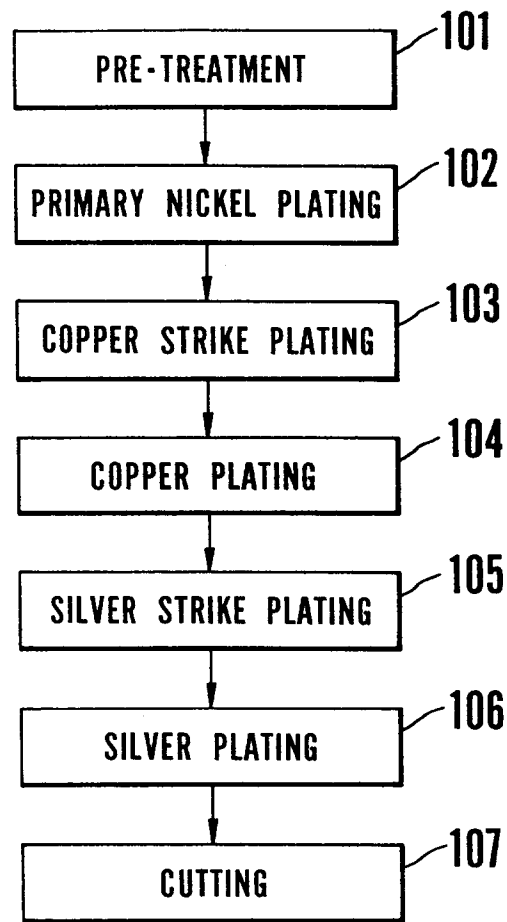 101
PRE-TREATMENT
102
PRIMARY NICKEL PLATING
103
COPPER STRIKE PLATING
104
COPPER PLATING
105
SILVER STRIKE PLATING
106
SILVER PLATING
107
CUTTING